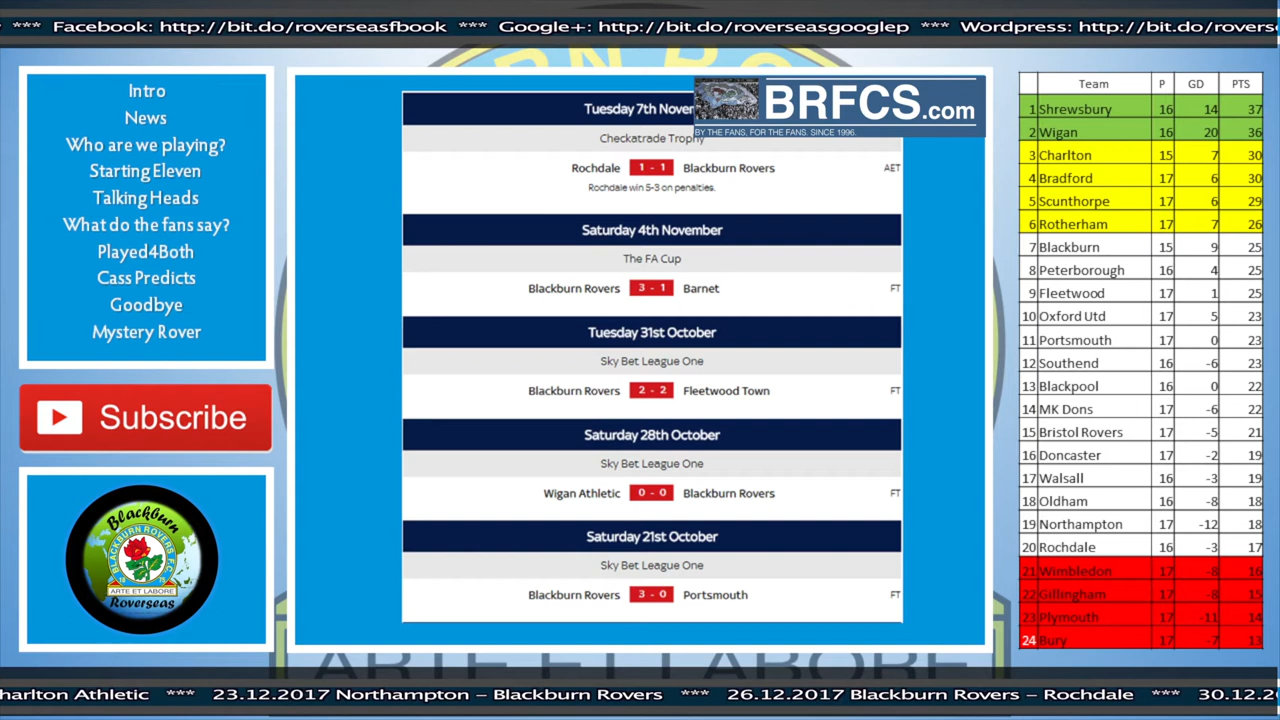 *** Facebook: http://bit.do/roverseasfbook *** Google+: http://bit.do/roverseasgooglep *** Wordpress: http://bit.do/rovers
Intro
News
Who are we playing?
Starting Eleven
Talking Heads
What do the fans say?
Played4Both
Cass Predicts
Goodbye
Mystery Rover
Subscribe
Blackburn
BLACKBURN ROVERS F.C.
18 75
ARTE ET LABORE
Roverseas
BRFCS.com
BY THE FANS. FOR THE FANS. SINCE 1996.
Tuesday 7th Novem
Checkatrade Trophy
Rochdale 1 - 1 Blackburn Rovers AET
Rochdale win 5-3 on penalties.
Saturday 4th November
The FA Cup
Blackburn Rovers 3 - 1 Barnet FT
Tuesday 31st October
Sky Bet League One
Blackburn Rovers 2 - 2 Fleetwood Town FT
Saturday 28th October
Sky Bet League One
Wigan Athletic 0 - 0 Blackburn Rovers FT
Saturday 21st October
Sky Bet League One
Blackburn Rovers 3 - 0 Portsmouth FT
Team P GD PTS
1 Shrewsbury 16 14 37
2 Wigan 16 20 36
3 Charlton 15 7 30
4 Bradford 17 6 30
5 Scunthorpe 17 6 29
6 Rotherham 17 7 26
7 Blackburn 15 9 25
8 Peterborough 16 4 25
9 Fleetwood 17 1 25
10 Oxford Utd 17 5 23
11 Portsmouth 17 0 23
12 Southend 16 -6 23
13 Blackpool 16 0 22
14 MK Dons 17 -6 22
15 Bristol Rovers 17 -5 21
16 Doncaster 17 -2 19
17 Walsall 16 -3 19
18 Oldham 16 -8 18
19 Northampton 17 -12 18
20 Rochdale 16 -3 17
21 Wimbledon 17 -8 16
22 Gillingham 17 -8 15
23 Plymouth 17 -11 14
24 Bury 17 -7 13
ARTE ET LABORE
harlton Athletic *** 23.12.2017 Northampton – Blackburn Rovers *** 26.12.2017 Blackburn Rovers – Rochdale *** 30.12.2